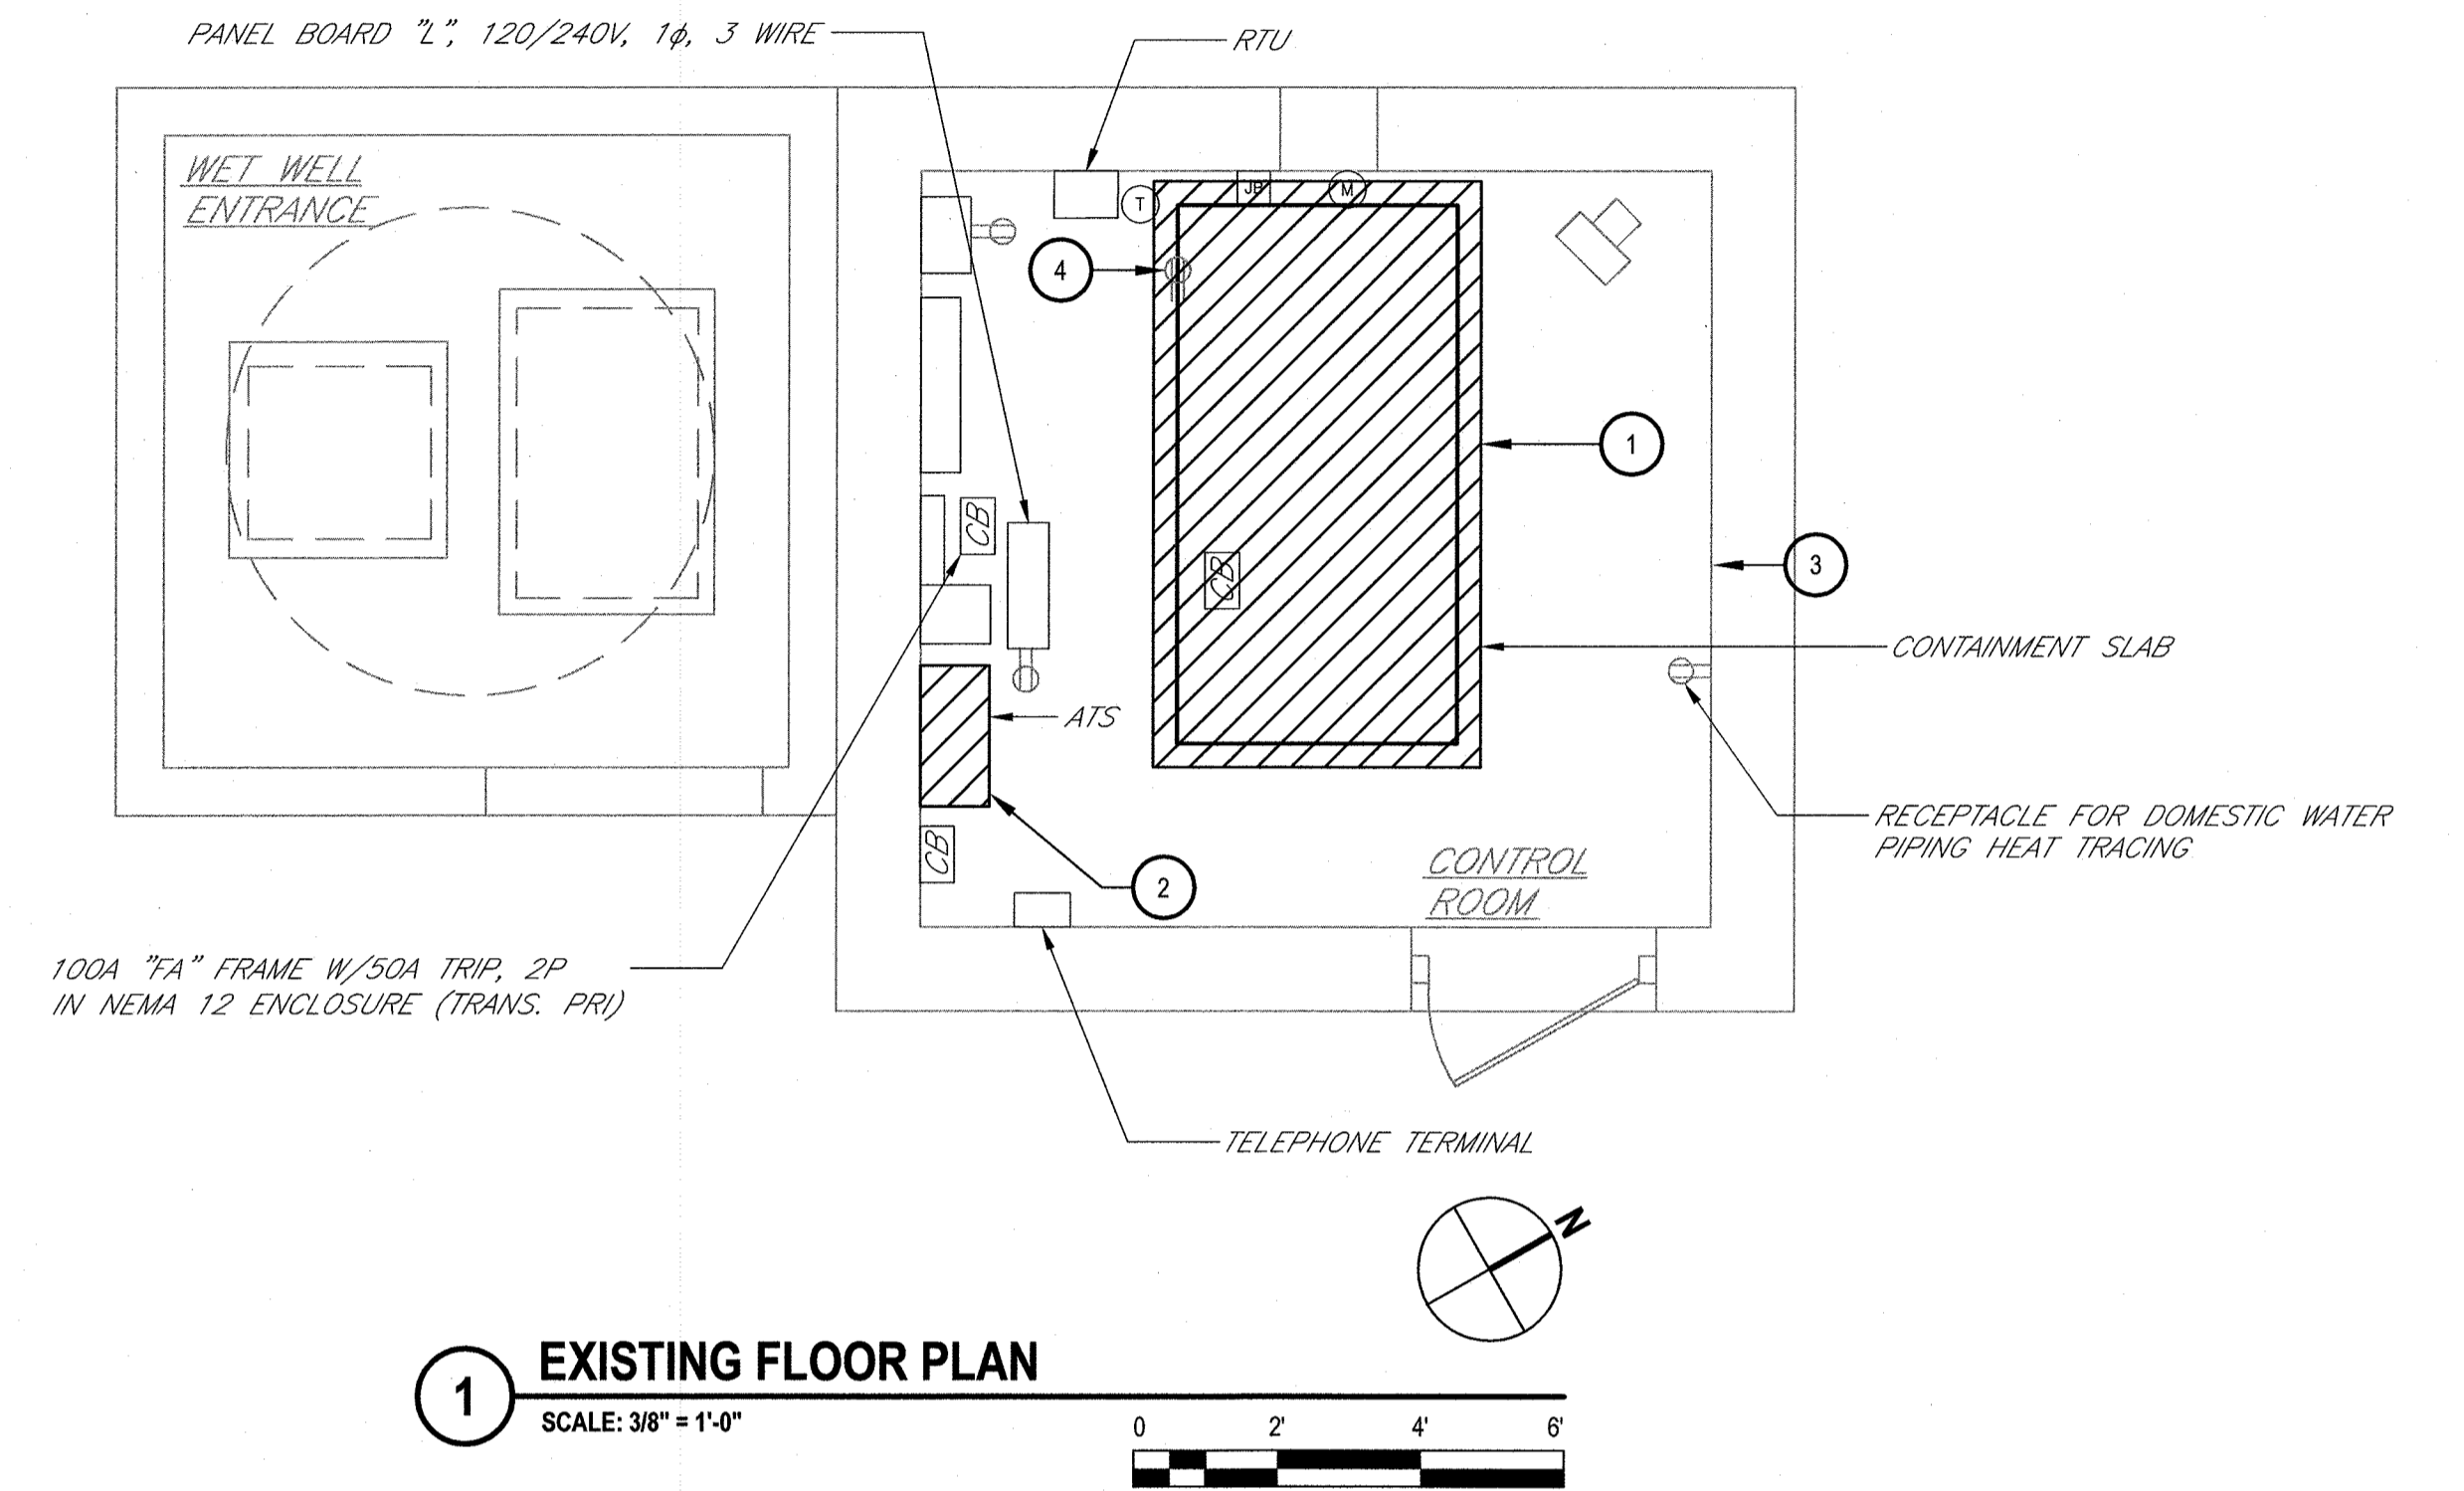 PANEL BOARD "L", 120/240V, 1ϕ, 3 WIRE
RTU
WET WELL
ENTRANCE
JB
M
T
4
1
CB
CB
3
CONTAINMENT SLAB
ATS
RECEPTACLE FOR DOMESTIC WATER
PIPING HEAT TRACING
CB
2
CONTROL
ROOM
100A "FA" FRAME W/50A TRIP, 2P
IN NEMA 12 ENCLOSURE (TRANS. PRI)
TELEPHONE TERMINAL
N
1
EXISTING FLOOR PLAN
SCALE: 3/8" = 1'-0"
0 2' 4' 6'